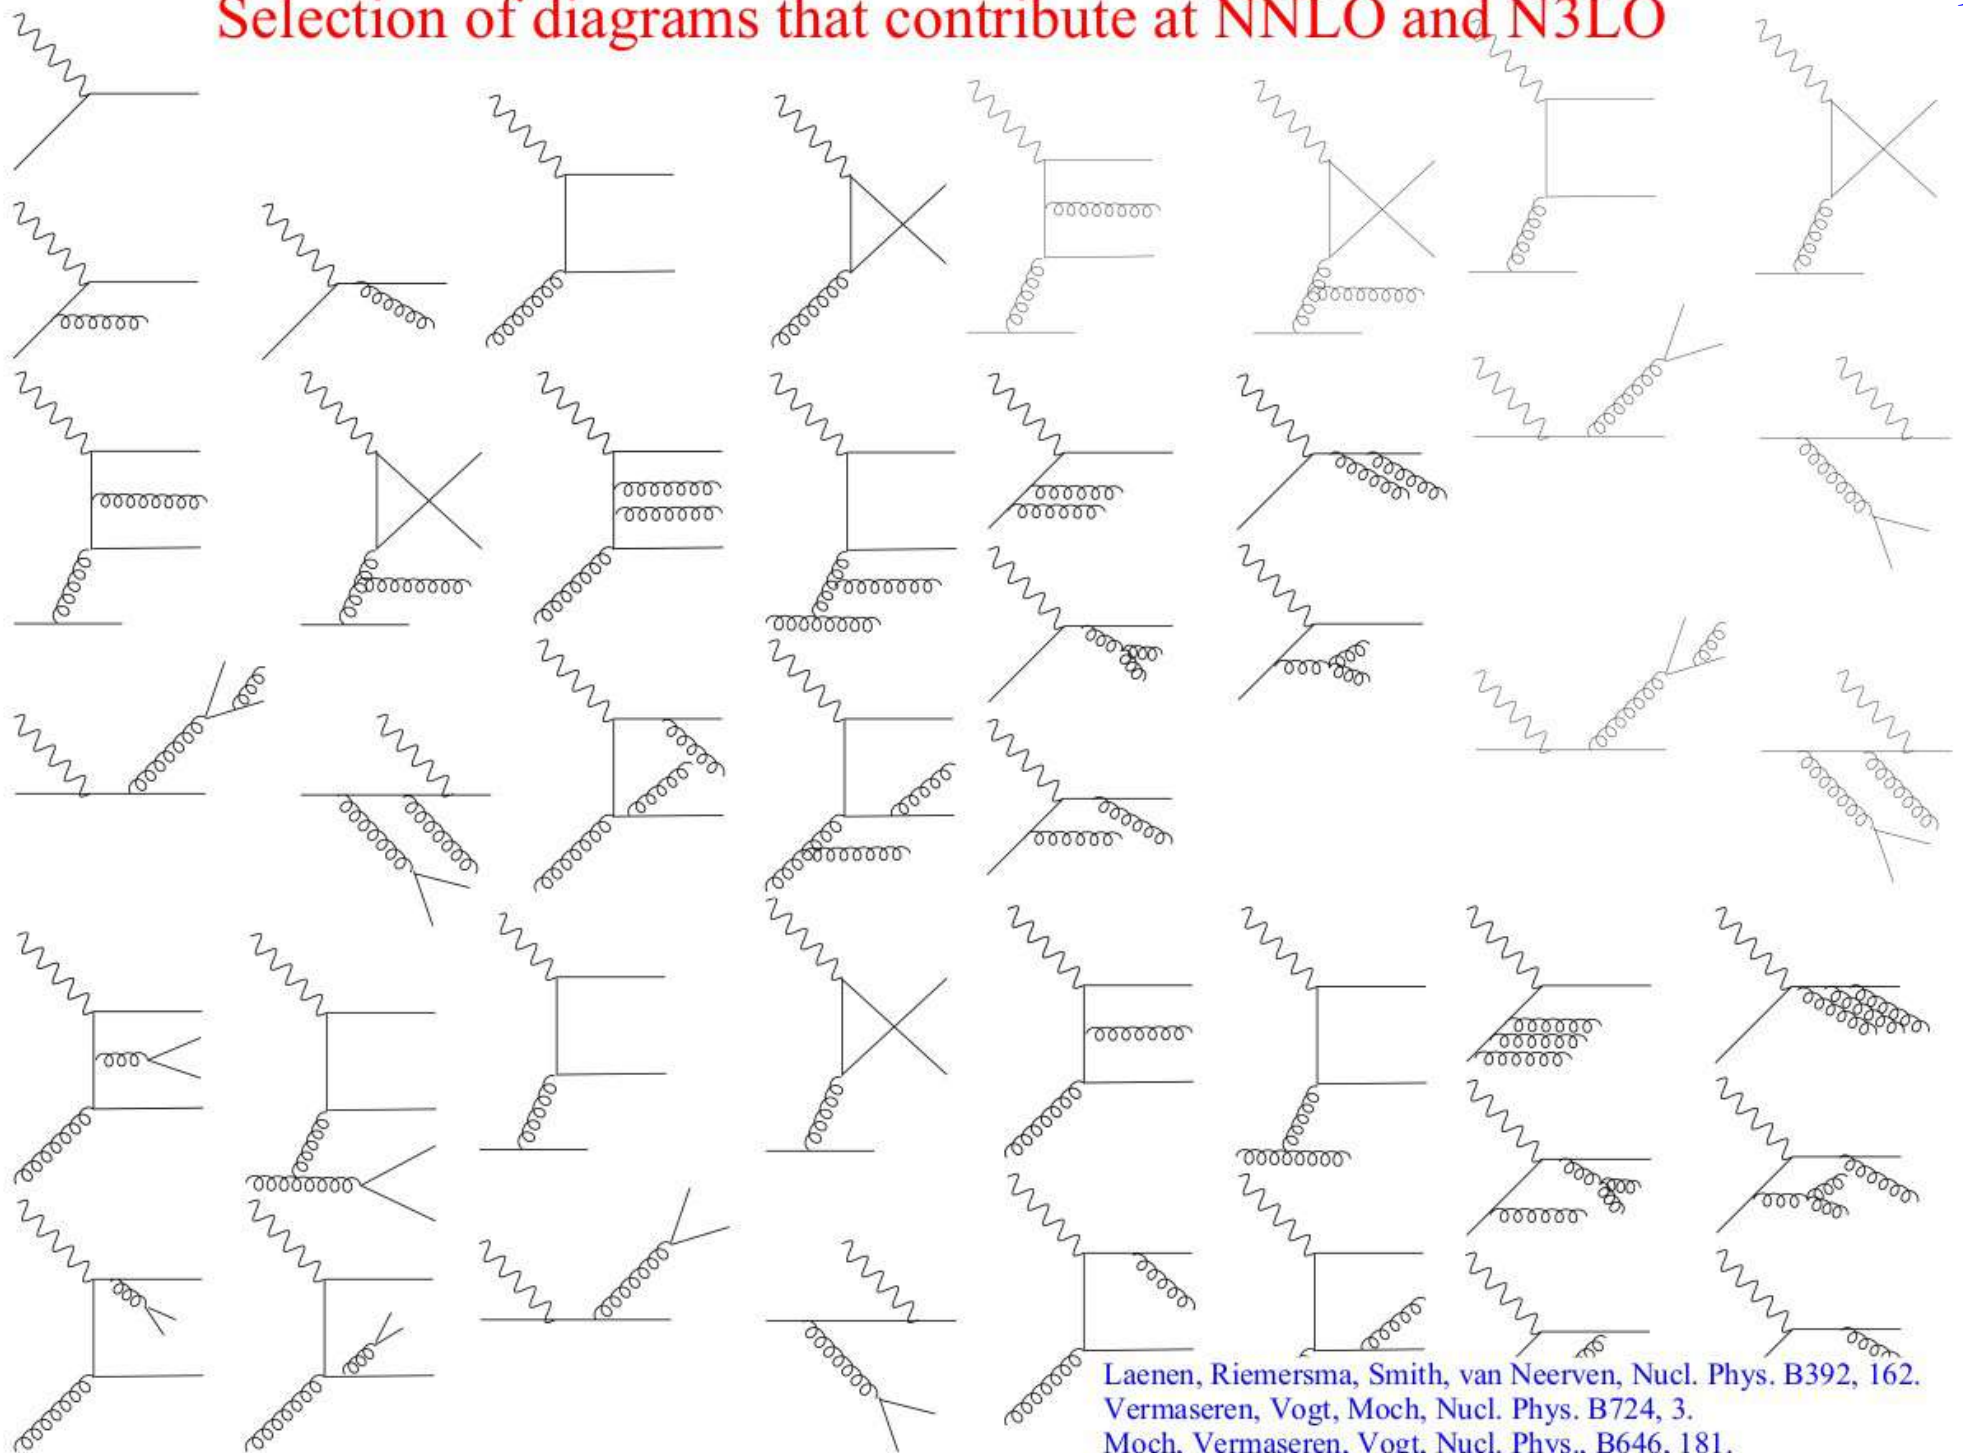 Selection of diagrams that contribute at NNLO and N3LO
Laenen, Riemersma, Smith, van Neerven, Nucl. Phys. B392, 162.
Vermaseren, Vogt, Moch, Nucl. Phys. B724, 3.
Moch, Vermaseren, Vogt, Nucl. Phys., B646, 181.